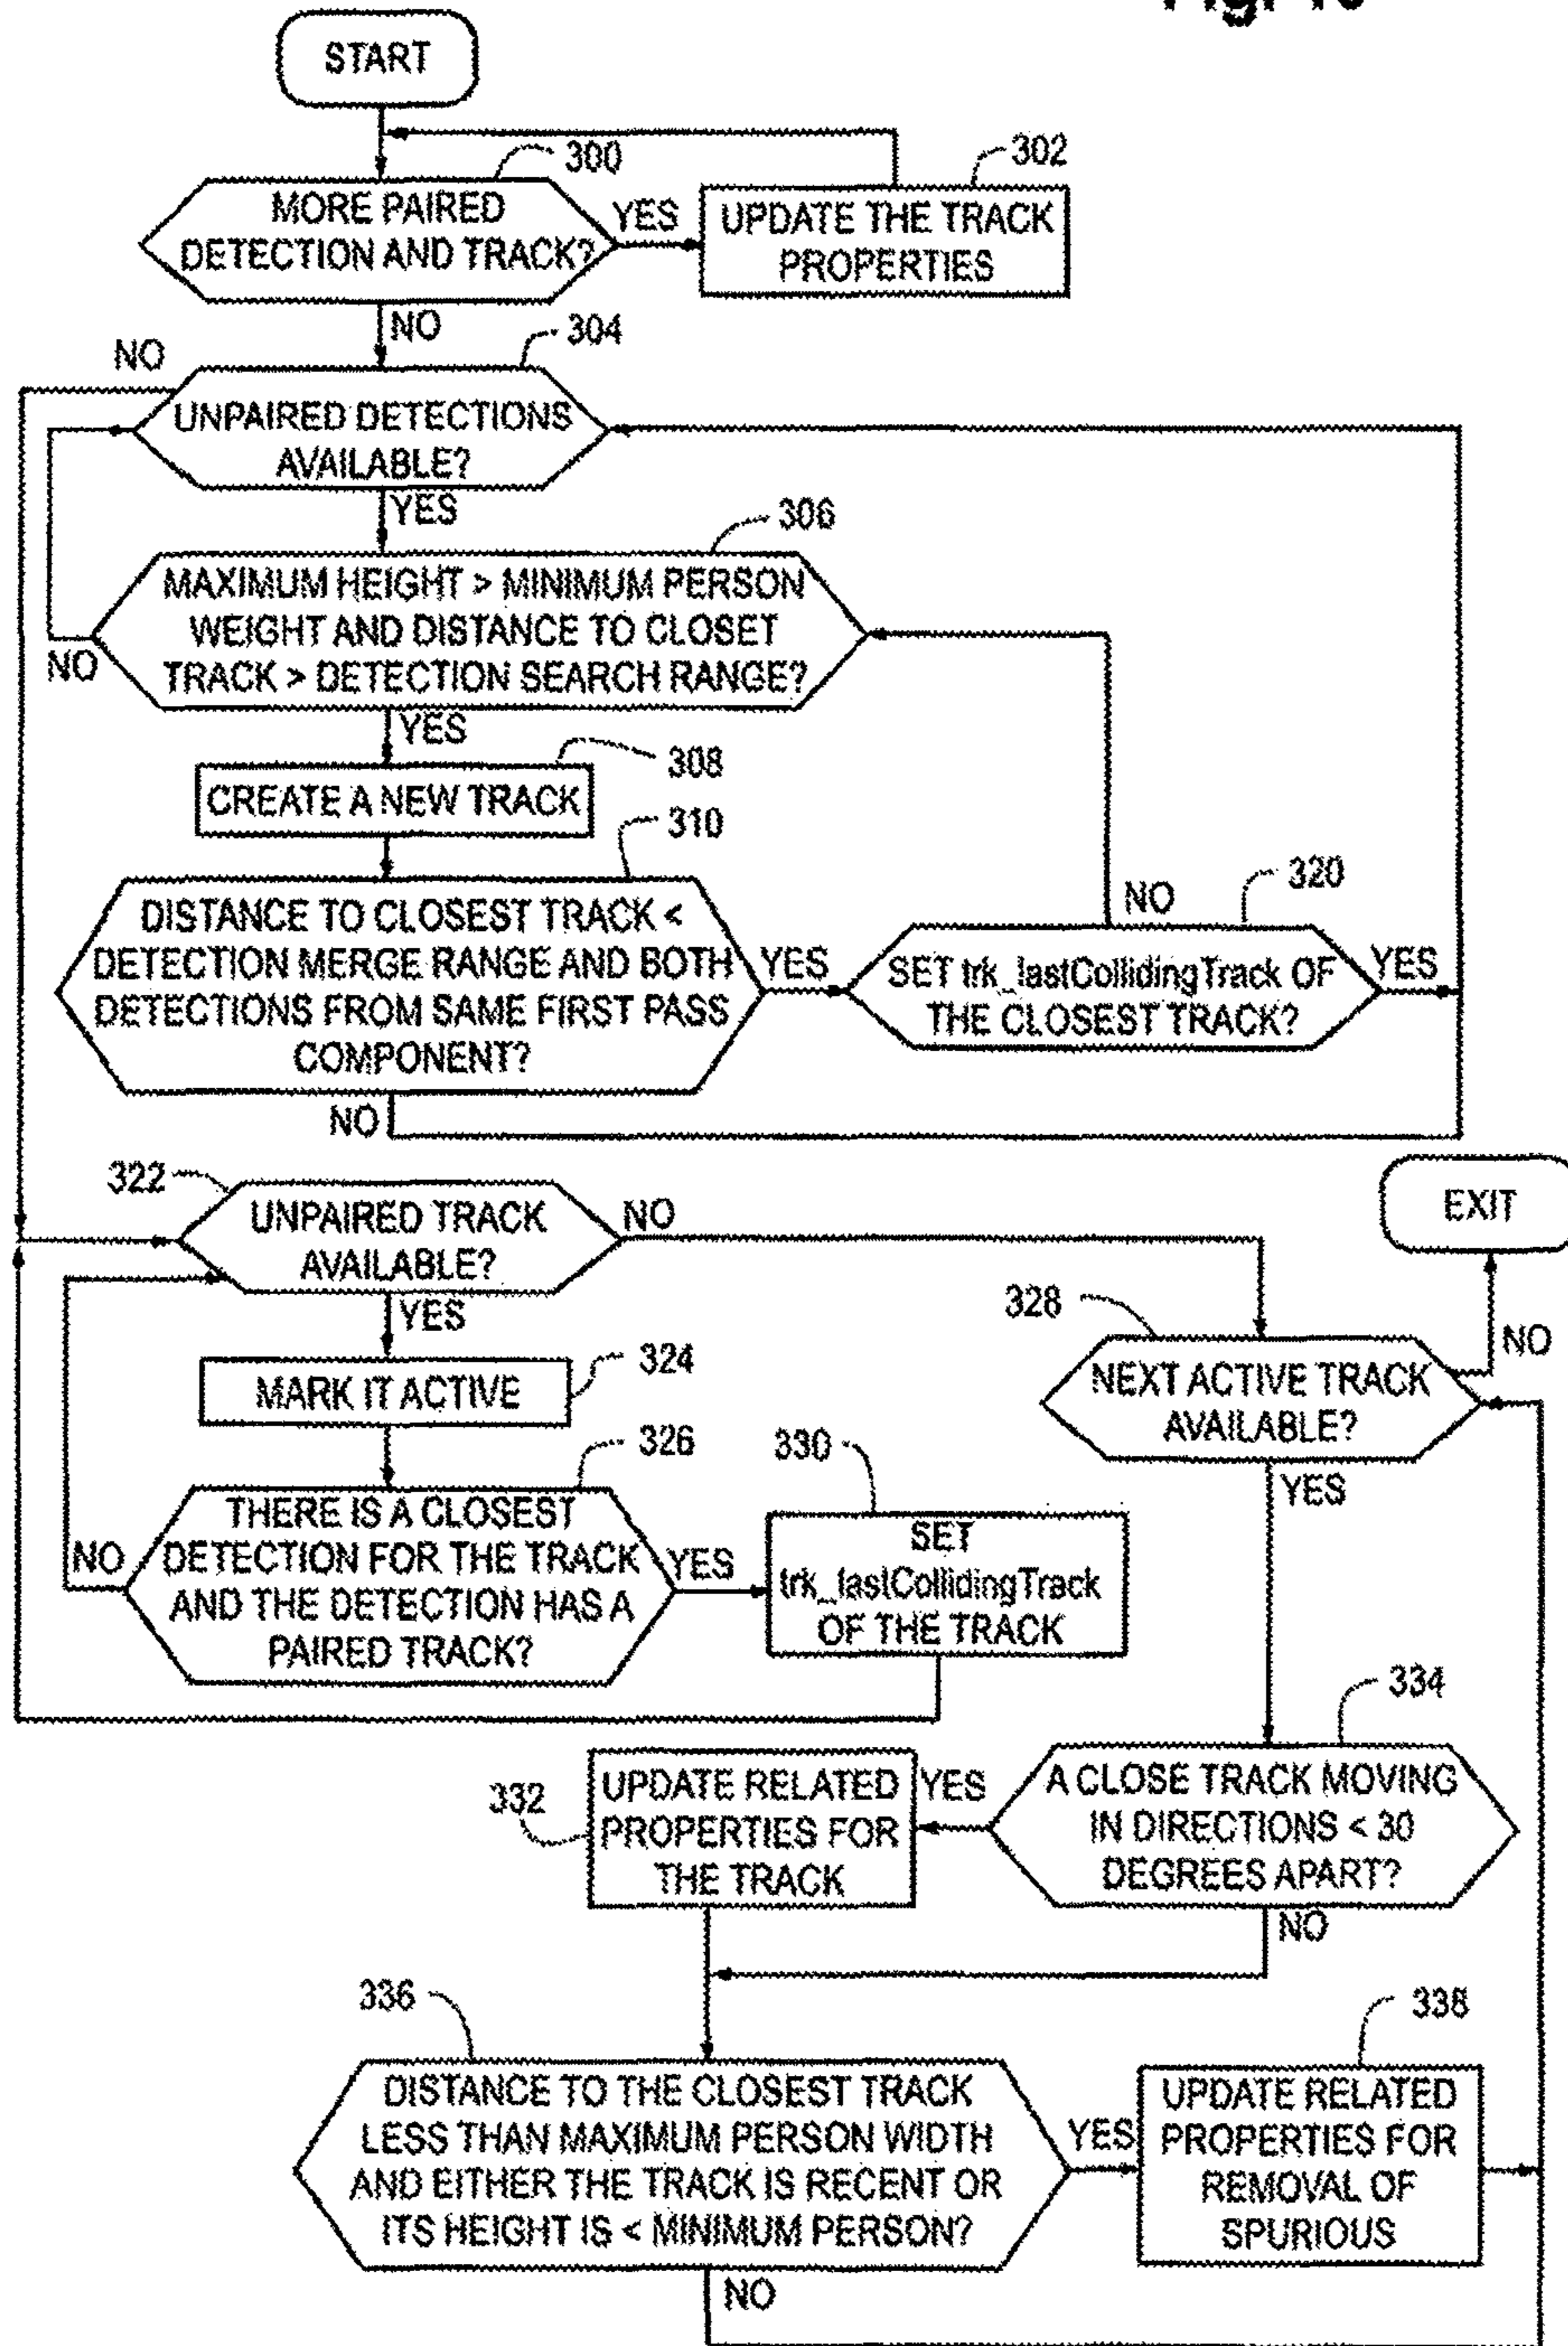 START
300
302
MORE PAIRED
DETECTION AND TRACK?
YES
UPDATE THE TRACK
PROPERTIES
NO
304
NO
UNPAIRED DETECTIONS
AVAILABLE?
YES
306
MAXIMUM HEIGHT > MINIMUM PERSON
WEIGHT AND DISTANCE TO CLOSET
TRACK > DETECTION SEARCH RANGE?
NO
YES
308
CREATE A NEW TRACK
310
DISTANCE TO CLOSEST TRACK <
DETECTION MERGE RANGE AND BOTH
DETECTIONS FROM SAME FIRST PASS
COMPONENT?
YES
NO
320
SET trk_lastCollidingTrack OF
THE CLOSEST TRACK?
YES
NO
322
UNPAIRED TRACK
AVAILABLE?
NO
EXIT
YES
328
NO
324
MARK IT ACTIVE
NEXT ACTIVE TRACK
AVAILABLE?
326
330
YES
THERE IS A CLOSEST
DETECTION FOR THE TRACK
AND THE DETECTION HAS A
PAIRED TRACK?
NO
YES
SET
trk_lastCollidingTrack
OF THE TRACK
334
332
UPDATE RELATED
PROPERTIES FOR
THE TRACK
YES
A CLOSE TRACK MOVING
IN DIRECTIONS < 30
DEGREES APART?
NO
336
338
DISTANCE TO THE CLOSEST TRACK
LESS THAN MAXIMUM PERSON WIDTH
AND EITHER THE TRACK IS RECENT OR
ITS HEIGHT IS < MINIMUM PERSON?
YES
UPDATE RELATED
PROPERTIES FOR
REMOVAL OF
SPURIOUS
NO